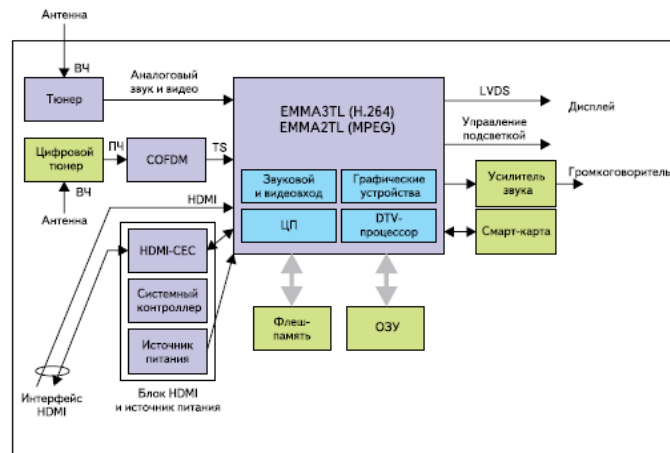 Антенна
ВЧ
Тюнер
Аналоговый
звук и видео
EMMA3TL (H.264)
EMMA2TL (MPEG)
LVDS
Дисплей
Управление
подсветкой
Цифровой
тюнер
ПЧ
COFDM
TS
ВЧ
Антенна
Звуковой
и видеовход
Графические
устройства
ЦП
DTV-
процессор
Усилитель
звука
Громкоговоритель
Смарт-карта
HDMI
HDMI-CEC
Системный
контроллер
Источник
питания
Флеш-
память
ОЗУ
Интерфейс
HDMI
Блок HDMI
и источник питания